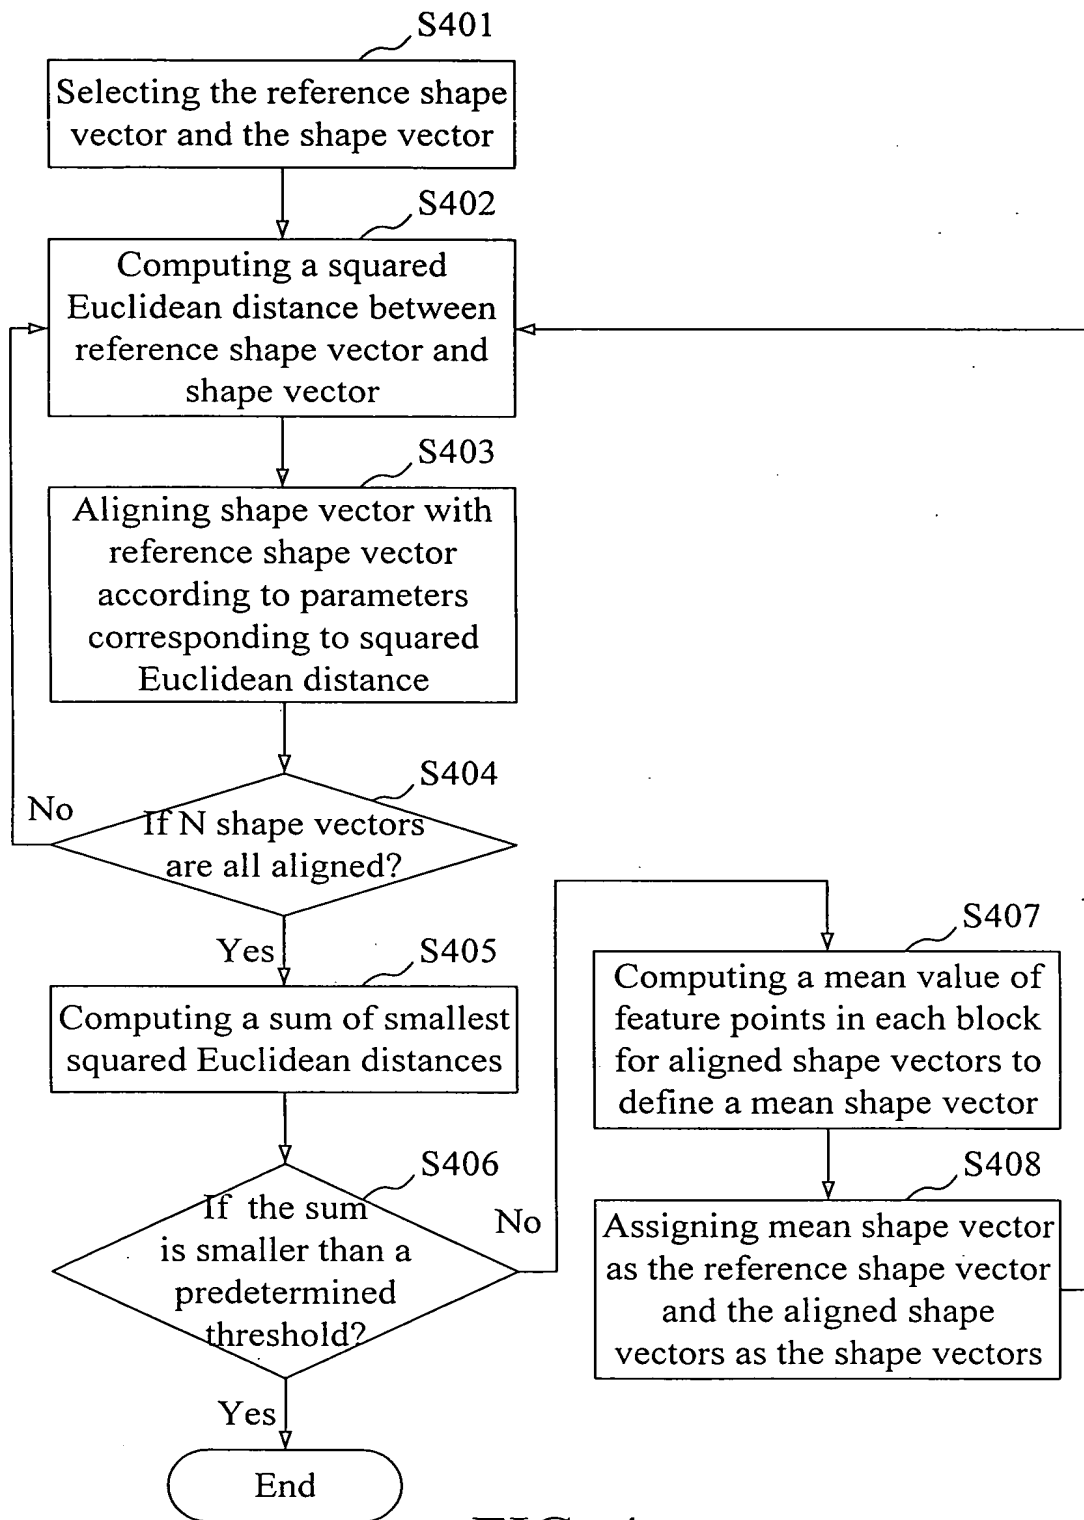 S401
Selecting the reference shape
vector and the shape vector
S402
Computing a squared
Euclidean distance between
reference shape vector and
shape vector
S403
Aligning shape vector with
reference shape vector
according to parameters
corresponding to squared
Euclidean distance
S404
No
If N shape vectors
are all aligned?
Yes
S405
Computing a sum of smallest
squared Euclidean distances
S406
If the sum
is smaller than a
predetermined
threshold?
No
Yes
End
S407
Computing a mean value of
feature points in each block
for aligned shape vectors to
define a mean shape vector
S408
Assigning mean shape vector
as the reference shape vector
and the aligned shape
vectors as the shape vectors